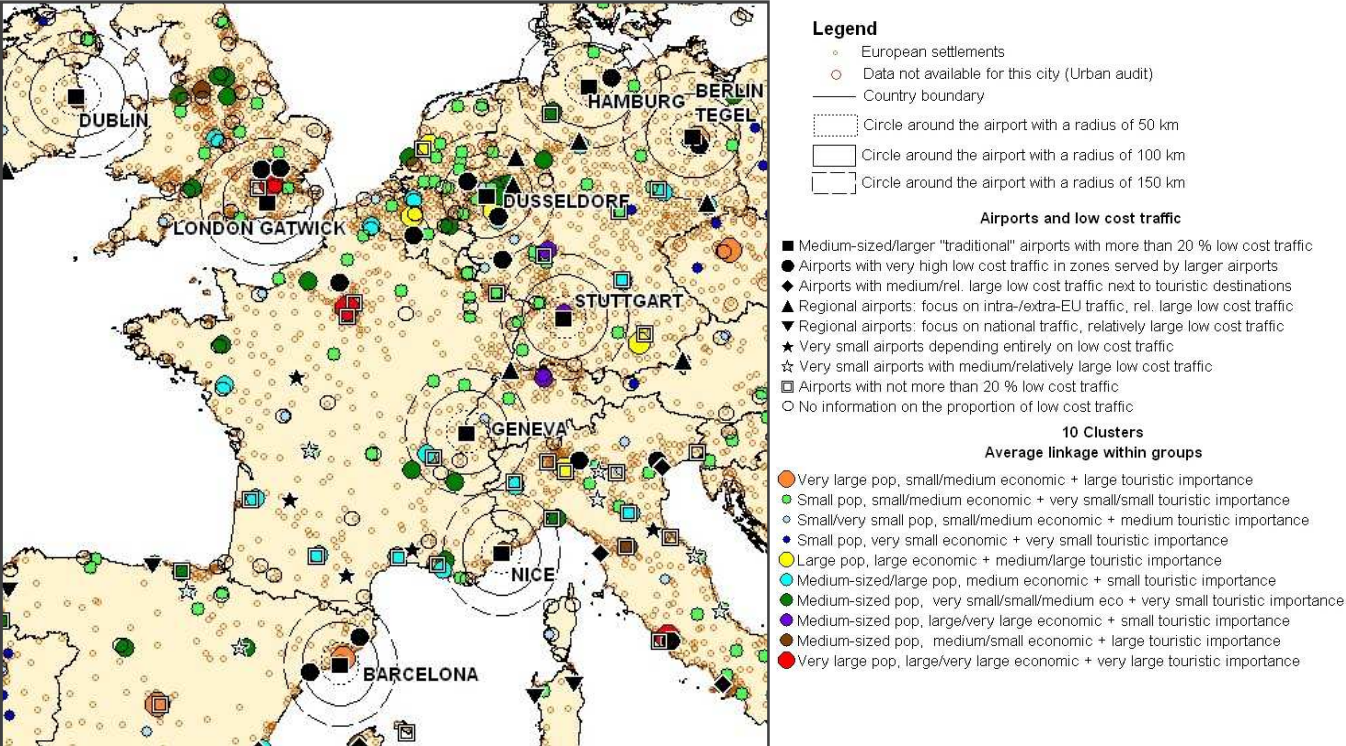 DUBLIN
HAMBURG
BERLIN
TEGEL
LONDON GATWICK
DUSSELDORF
STUTTGART
GENEVA
NICE
BARCELONA
Legend
European settlements
Data not available for this city (Urban audit)
Country boundary
Circle around the airport with a radius of 50 km
Circle around the airport with a radius of 100 km
Circle around the airport with a radius of 150 km
Airports and low cost traffic
Medium-sized/larger "traditional" airports with more than 20 % low cost traffic
Airports with very high low cost traffic in zones served by larger airports
Airports with medium/rel. large low cost traffic next to touristic destinations
Regional airports: focus on intra-/extra-EU traffic, rel. large low cost traffic
Regional airports: focus on national traffic, relatively large low cost traffic
Very small airports depending entirely on low cost traffic
Very small airports with medium/relatively large low cost traffic
Airports with not more than 20 % low cost traffic
No information on the proportion of low cost traffic
10 Clusters
Average linkage within groups
Very large pop, small/medium economic + large touristic importance
Small pop, small/medium economic + very small/small touristic importance
Small/very small pop, small/medium economic + medium touristic importance
Small pop, very small economic + very small touristic importance
Large pop, large economic + medium/large touristic importance
Medium-sized/large pop, medium economic + small touristic importance
Medium-sized pop, very small/small/medium eco + very small touristic importance
Medium-sized pop, large/very large economic + small touristic importance
Medium-sized pop, medium/small economic + large touristic importance
Very large pop, large/very large economic + very large touristic importance